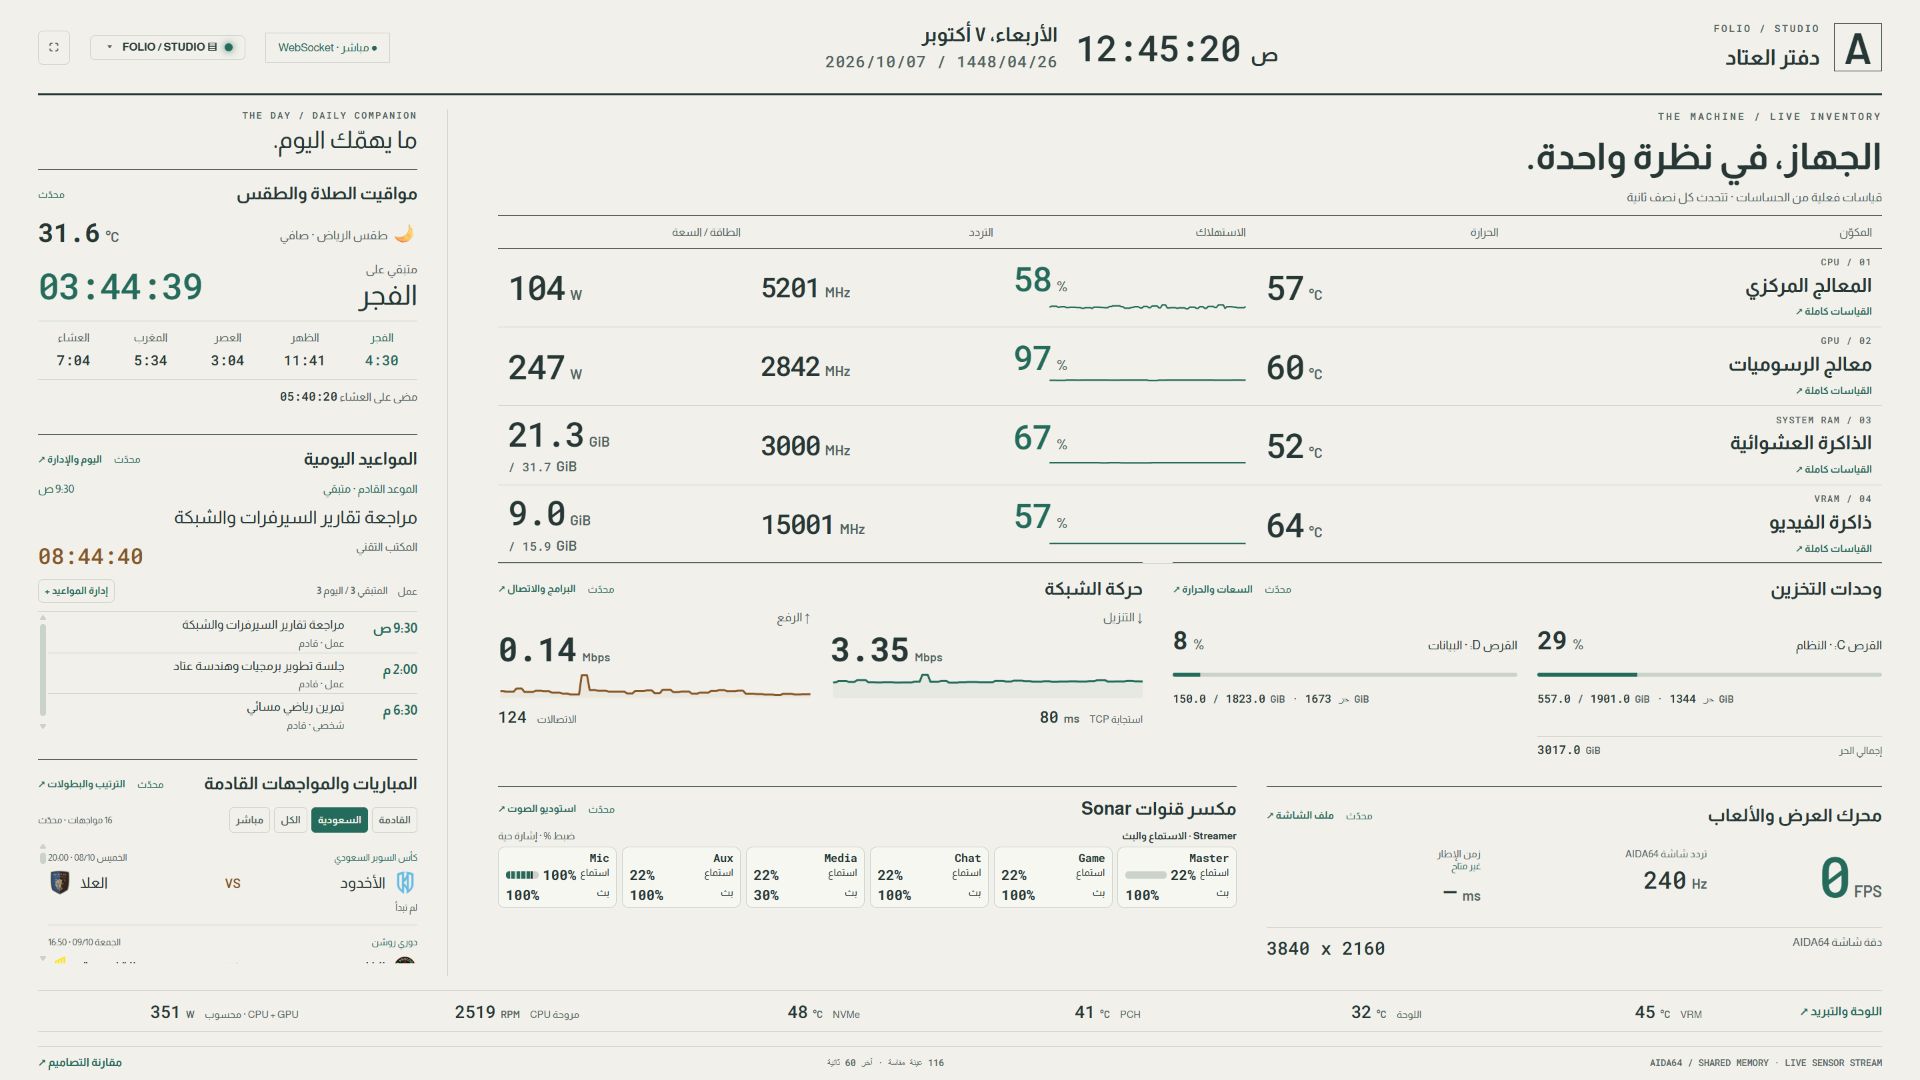 A
FOLIO / STUDIO
دفتر العتاد
12:45:20 ص
الأربعاء، ٧ أكتوبر
2026/10/07 / 1448/04/26
مباشر · WebSocket
FOLIO / STUDIO
THE MACHINE / LIVE INVENTORY
الجهاز، في نظرة واحدة.
قياسات فعلية من الحساسات · تتحدث كل نصف ثانية
المكوّن
الحرارة
الاستهلاك
التردد
الطاقة / السعة
CPU / 01
المعالج المركزي
القياسات كاملة ↗
57 °C
58 %
5201 MHz
104 W
GPU / 02
معالج الرسوميات
القياسات كاملة ↗
60 °C
97 %
2842 MHz
247 W
SYSTEM RAM / 03
الذاكرة العشوائية
القياسات كاملة ↗
52 °C
67 %
3000 MHz
21.3 GiB
/ 31.7 GiB
VRAM / 04
ذاكرة الفيديو
القياسات كاملة ↗
64 °C
57 %
15001 MHz
9.0 GiB
/ 15.9 GiB
وحدات التخزين
محدّث
السعات والحرارة ↗
القرص C: · النظام
29 %
557.0 / 1901.0 GiB · 1344 حر GiB
القرص D: · البيانات
8 %
150.0 / 1823.0 GiB · 1673 حر GiB
إجمالي الحر
3017.0 GiB
حركة الشبكة
محدّث
البرامج والاتصال ↗
↓ التنزيل
3.35 Mbps
↑ الرفع
0.14 Mbps
استجابة TCP
80 ms
الاتصالات
124
محرك العرض والألعاب
محدّث
ملف الشاشة ↗
0 FPS
تردد شاشة AIDA64
240 Hz
زمن الإطار
غير متاح
— ms
دقة شاشة AIDA64
3840 x 2160
مكسر قنوات Sonar
محدّث
استوديو الصوت ↗
Streamer · الاستماع والبث
ضبط % · إشارة حية
Master
استماع 22%
بث 100%
Game
استماع 22%
بث 100%
Chat
استماع 22%
بث 100%
Media
استماع 22%
بث 30%
Aux
استماع 22%
بث 100%
Mic
استماع 100%
بث 100%
THE DAY / DAILY COMPANION
ما يهمّك اليوم.
مواقيت الصلاة والطقس
محدّث
طقس الرياض · صافي
31.6 °C
متبقي على
الفجر
03:44:39
الفجر
4:30
الظهر
11:41
العصر
3:04
المغرب
5:34
العشاء
7:04
مضى على العشاء 05:40:20
المواعيد اليومية
محدّث
اليوم والإدارة ↗
الموعد القادم · متبقي
9:30 ص
مراجعة تقارير السيرفرات والشبكة
المكتب التقني
08:44:40
عمل
المتبقي 3 / اليوم 3
إدارة المواعيد +
9:30 ص
مراجعة تقارير السيرفرات والشبكة
عمل · قادم
2:00 م
جلسة تطوير برمجيات وهندسة عتاد
عمل · قادم
6:30 م
تمرين رياضي مسائي
شخصي · قادم
المباريات والمواجهات القادمة
محدّث
الترتيب والبطولات ↗
القادمة
السعودية
الكل
مباشر
16 مواجهات · محدّث
كأس السوبر السعودي
الخميس 08/10 · 20:00
الأخدود
VS
العلا
لم تبدأ
دوري روشن
الجمعة 09/10 · 16:50
اللوحة والتبريد ↗
VRM 45 °C
اللوحة 32 °C
PCH 41 °C
NVMe 48 °C
مروحة CPU 2519 RPM
CPU + GPU · محسوب 351 W
AIDA64 / SHARED MEMORY · LIVE SENSOR STREAM
116 عينة مقاسة · آخر 60 ثانية
مقارنة التصاميم ↗